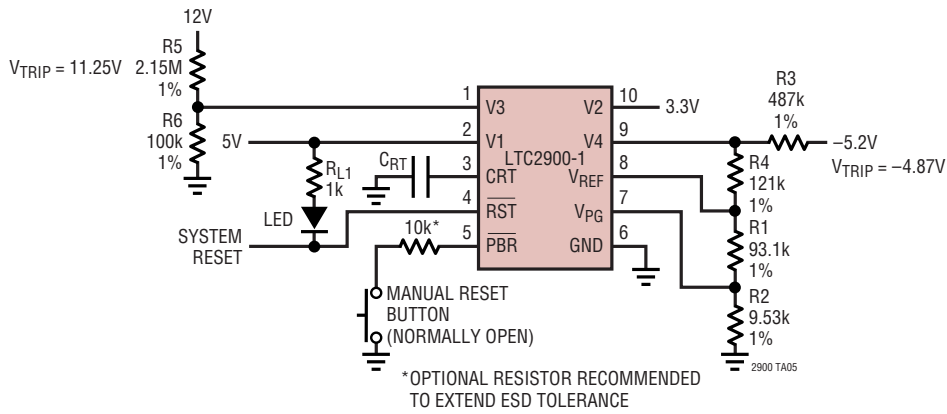 12V
R5
2.15M
1%
VTRIP = 11.25V
R6
100k
1%
5V
RL1
1k
LED
SYSTEM
RESET
CRT
10k*
MANUAL RESET
BUTTON
(NORMALLY OPEN)
*OPTIONAL RESISTOR RECOMMENDED
TO EXTEND ESD TOLERANCE
1
2
3
4
5
V3
V1
CRT
RST
PBR
LTC2900-1
V2
V4
VREF
VPG
GND
10
9
8
7
6
3.3V
R3
487k
1%
–5.2V
VTRIP = –4.87V
R4
121k
1%
R1
93.1k
1%
R2
9.53k
1%
2900 TA05